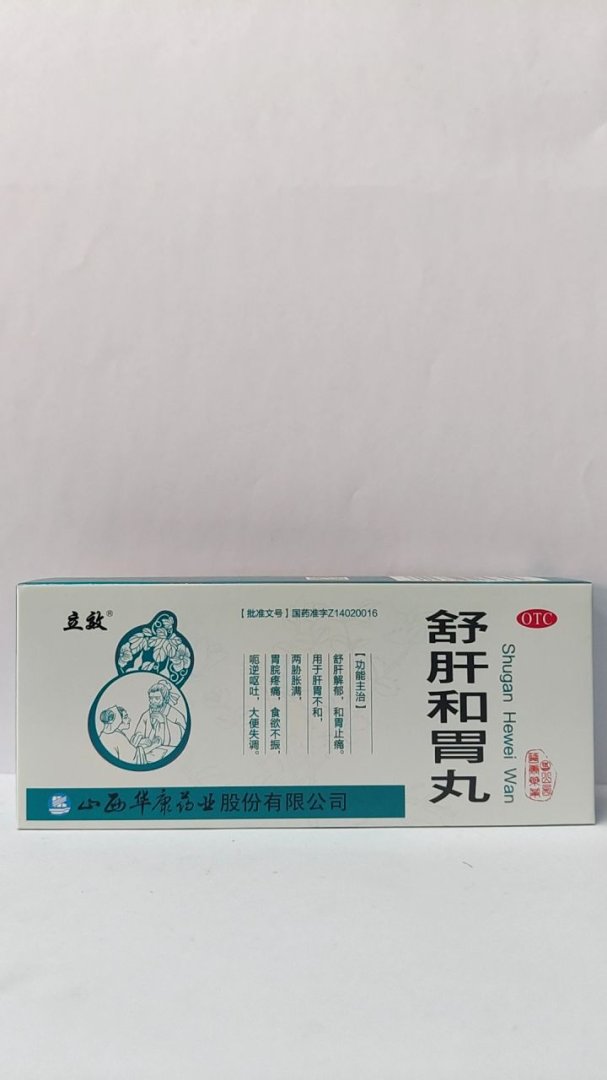 立效®
【批准文号】国药准字Z14020016
【功能主治】
舒肝解郁，和胃止痛。
用于肝胃不和，
两胁胀满，
胃脘疼痛，食欲不振，
呃逆呕吐，大便失调。
舒肝和胃丸
Shugan Hewei Wan
OTC
山西华康药业股份有限公司